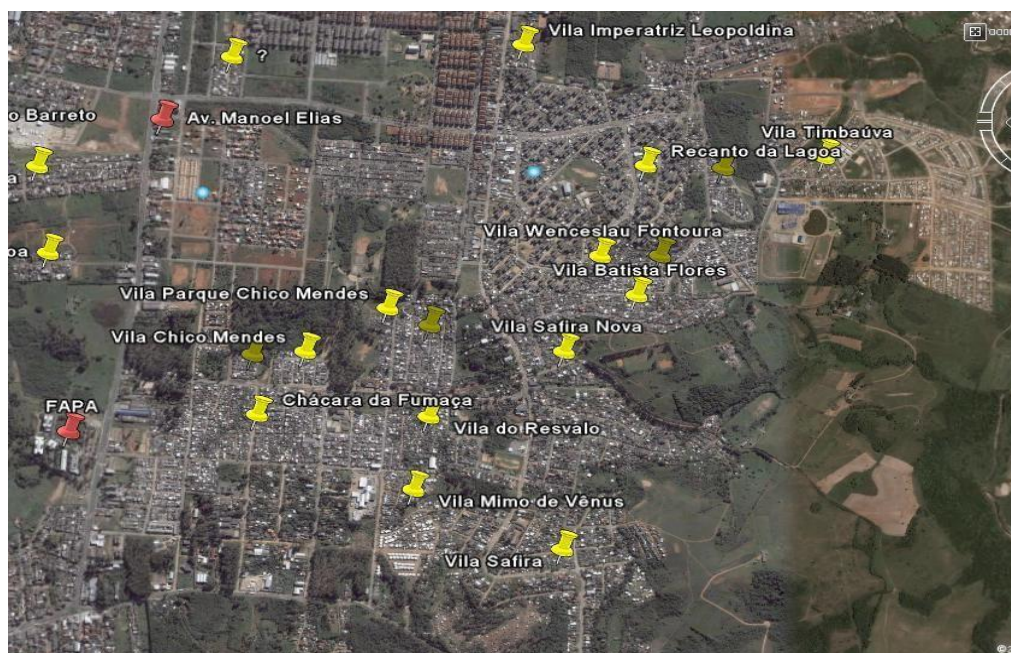 Vila Imperatriz Leopoldina
?
o Barreto
Av. Manoel Elias
Vila Timbaúva
Recanto da Lagoa
a
Vila Wenceslau Fontoura
oa
Vila Batista Flores
Vila Parque Chico Mendes
Vila Safira Nova
Vila Chico Mendes
Chácara da Fumaça
FAPA
Vila do Resvalo
Vila Mimo de Vênus
Vila Safira